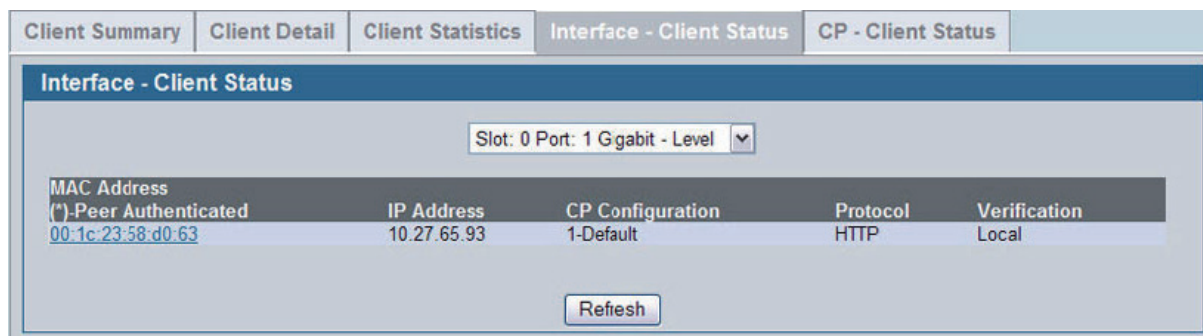 Client Summary Client Detail Client Statistics Interface - Client Status CP - Client Status
Interface - Client Status
Slot: 0 Port: 1 Gigabit - Level
MAC Address
(*)-Peer Authenticated IP Address CP Configuration Protocol Verification
00:1c:23:58:d0:63 10.27.65.93 1-Default HTTP Local
Refresh